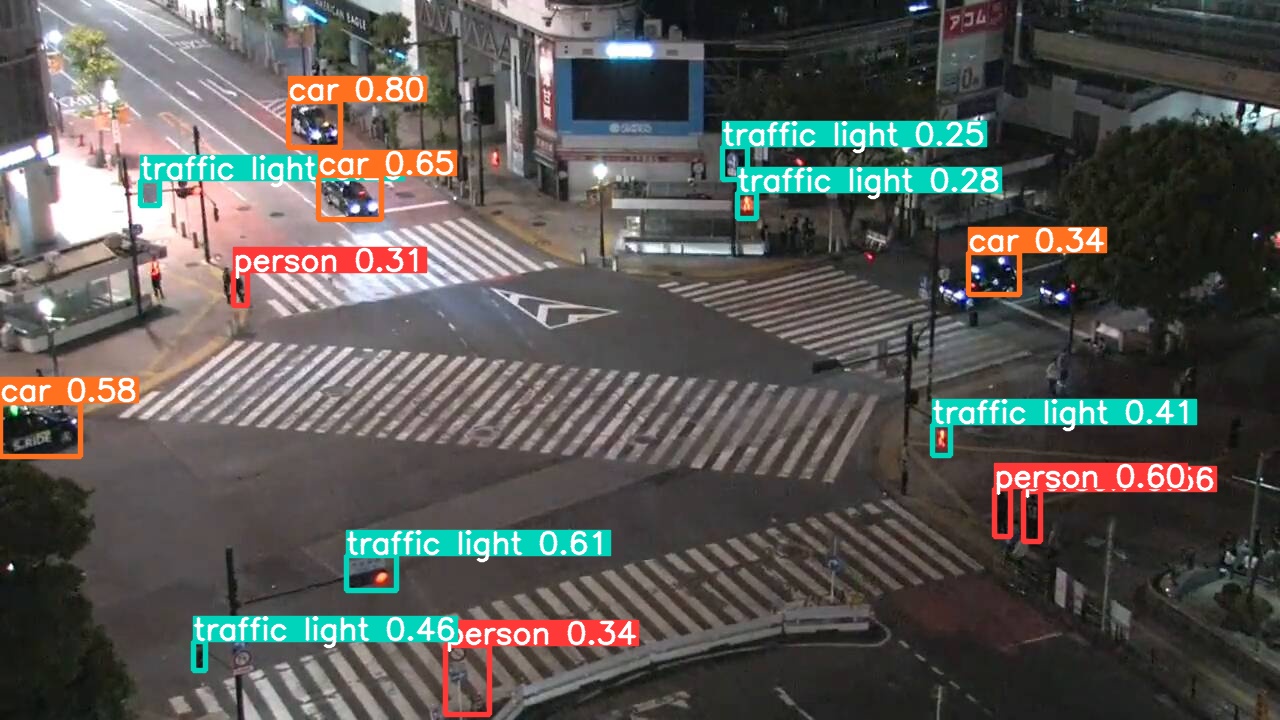 AMERICAN EAGLE
アコム
car 0.80
traffic light 0.25
traffic light
car 0.65
traffic light 0.28
car 0.34
person 0.31
car 0.58
S.RIDE
traffic light 0.41
person 0.60
traffic light 0.61
traffic light 0.46
person 0.34